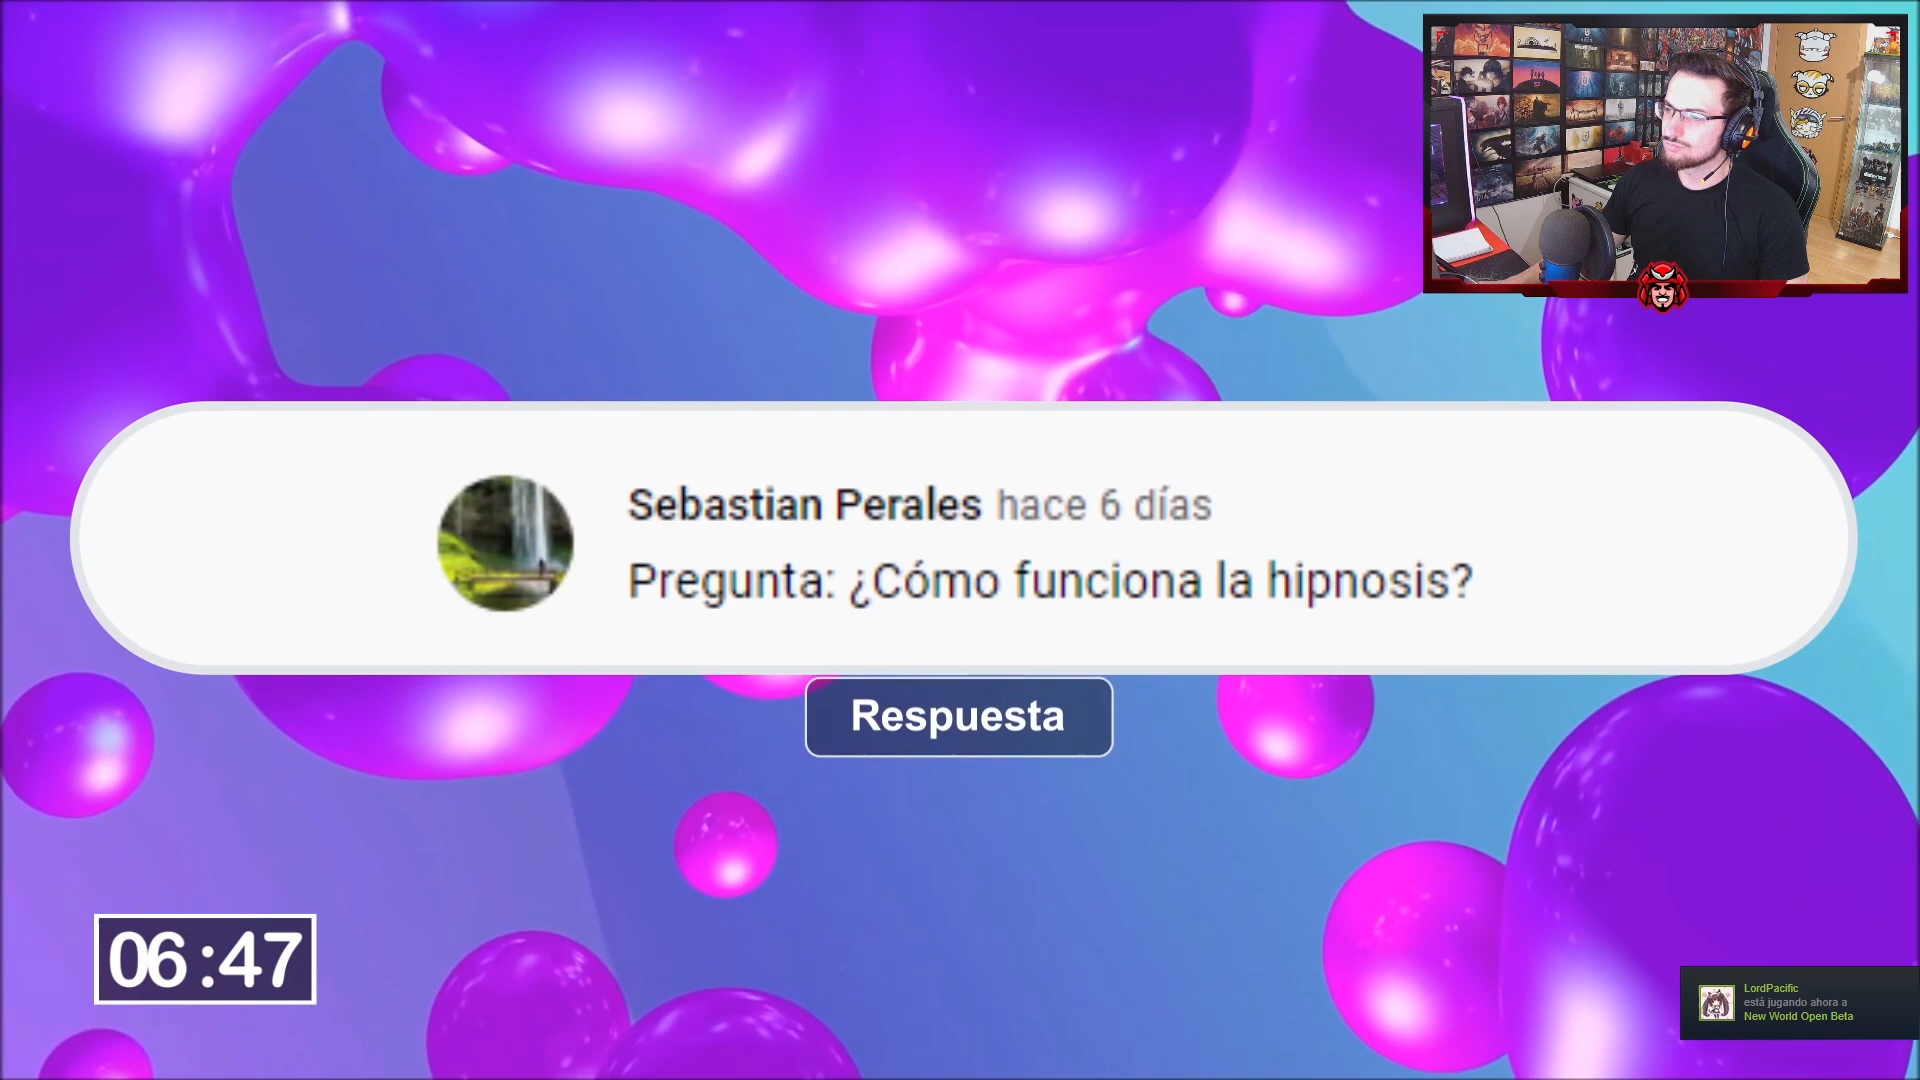 Sebastian Perales hace 6 días
Pregunta: ¿Cómo funciona la hipnosis?
Respuesta
06:47
LordPacific
está jugando ahora a
New World Open Beta